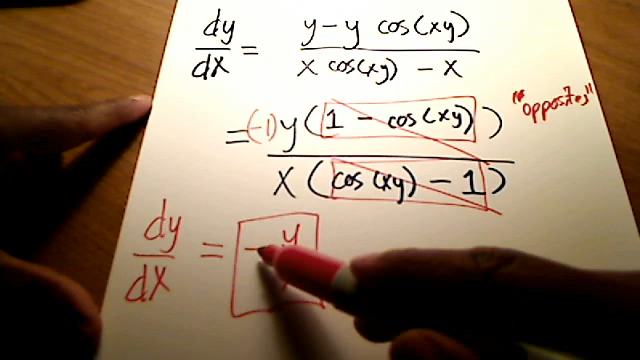 dy/dx = (y - y cos(xy)) / (x cos(xy) - x)
= (-1) y(1 - cos(xy)) / x(cos(xy) - 1) "opposites"
dy/dx = - y